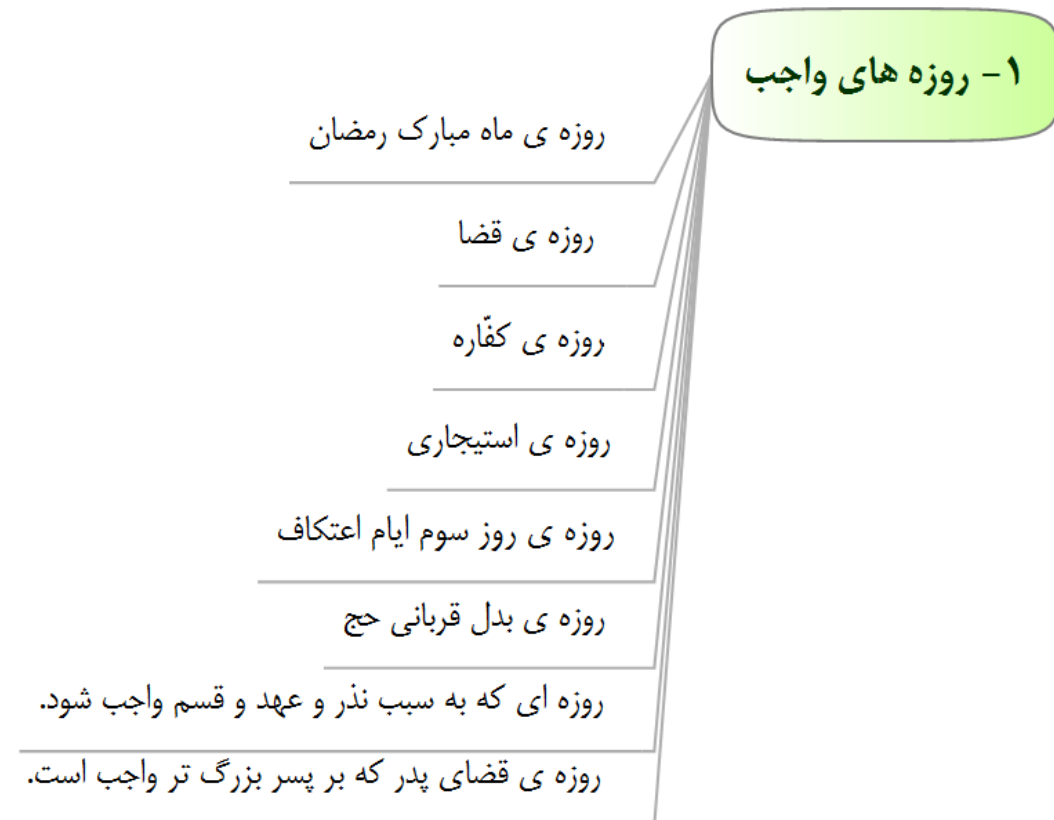 ۱- روزه های واجب
روزه ی ماه مبارک رمضان
روزه ی قضا
روزه ی کفّاره
روزه ی استیجاری
روزه ی روز سوم ایام اعتکاف
روزه ی بدل قربانی حج
روزه ای که به سبب نذر و عهد و قسم واجب شود.
روزه ی قضای پدر که بر پسر بزرگ تر واجب است.